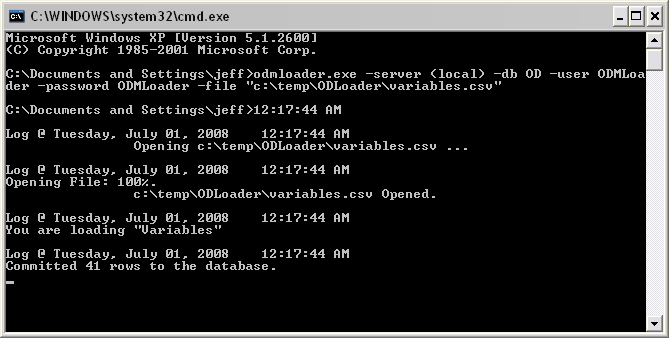 C:\WINDOWS\system32\cmd.exe
Microsoft Windows XP [Version 5.1.2600]
(C) Copyright 1985-2001 Microsoft Corp.
C:\Documents and Settings\jeff>odmloader.exe -server (local) -db OD -user ODMLoa
der -password ODMLoader -file "c:\temp\ODLoader\variables.csv"
C:\Documents and Settings\jeff>12:17:44 AM
Log @ Tuesday, July 01, 2008    12:17:44 AM
Opening c:\temp\ODLoader\variables.csv ...
Log @ Tuesday, July 01, 2008    12:17:44 AM
Opening File: 100%.
c:\temp\ODLoader\variables.csv Opened.
Log @ Tuesday, July 01, 2008    12:17:44 AM
You are loading "Variables"
Log @ Tuesday, July 01, 2008    12:17:44 AM
Committed 41 rows to the database.